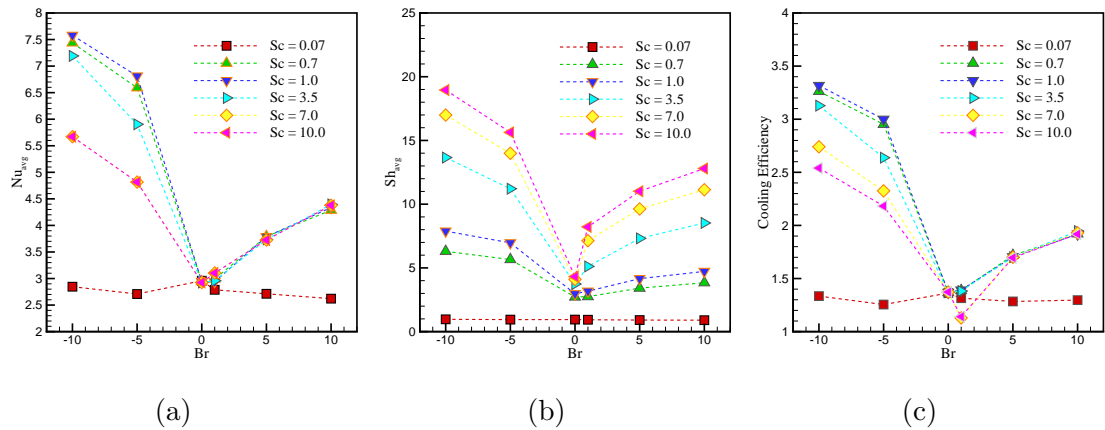 8
7.5
7
6.5
6
5.5
5
4.5
4
3.5
3
2.5
2
-10 -5 0 5 10
Br
Nu avg
Sc = 0.07
Sc = 0.7
Sc = 1.0
Sc = 3.5
Sc = 7.0
Sc = 10.0
(a)
25
20
15
10
5
0
-10 -5 0 5 10
Br
Sh avg
Sc = 0.07
Sc = 0.7
Sc = 1.0
Sc = 3.5
Sc = 7.0
Sc = 10.0
(b)
4
3.5
3
2.5
2
1.5
1
-10 -5 0 5 10
Br
Cooling Efficiency
Sc = 0.07
Sc = 0.7
Sc = 1.0
Sc = 3.5
Sc = 7.0
Sc = 10.0
(c)